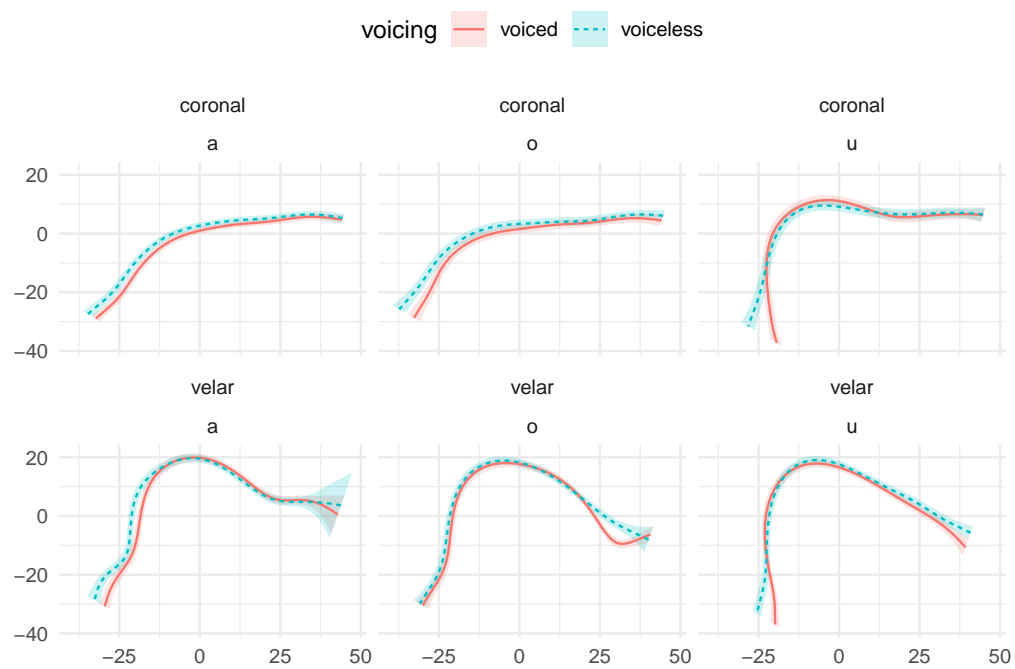 voicing voiced voiceless
coronal coronal coronal
a o u
20
0
−20
−40
velar velar velar
a o u
20
0
−20
−40
−25 0 25 50 −25 0 25 50 −25 0 25 50